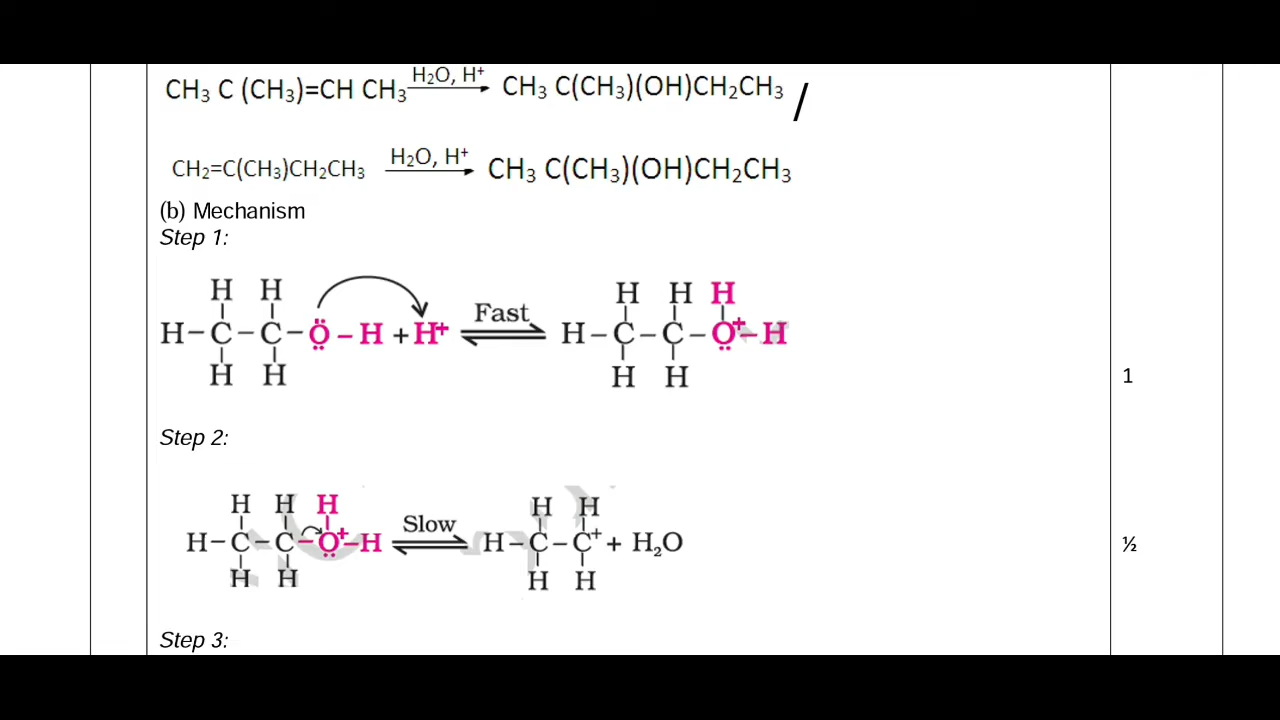 CH₃ C (CH₃)=CH CH₃ H₂O, H⁺ CH₃ C(CH₃)(OH)CH₂CH₃ /
CH₂=C(CH₃)CH₂CH₃ H₂O, H⁺ CH₃ C(CH₃)(OH)CH₂CH₃
(b) Mechanism
Step 1:
H H H H H
H–C–C–Ö–H + H⁺ Fast H–C–C–O⁺–H
H H H H
1
Step 2:
H H H H H
H–C–C–O⁺–H Slow H–C–C⁺ + H₂O
H H H H
½
Step 3: